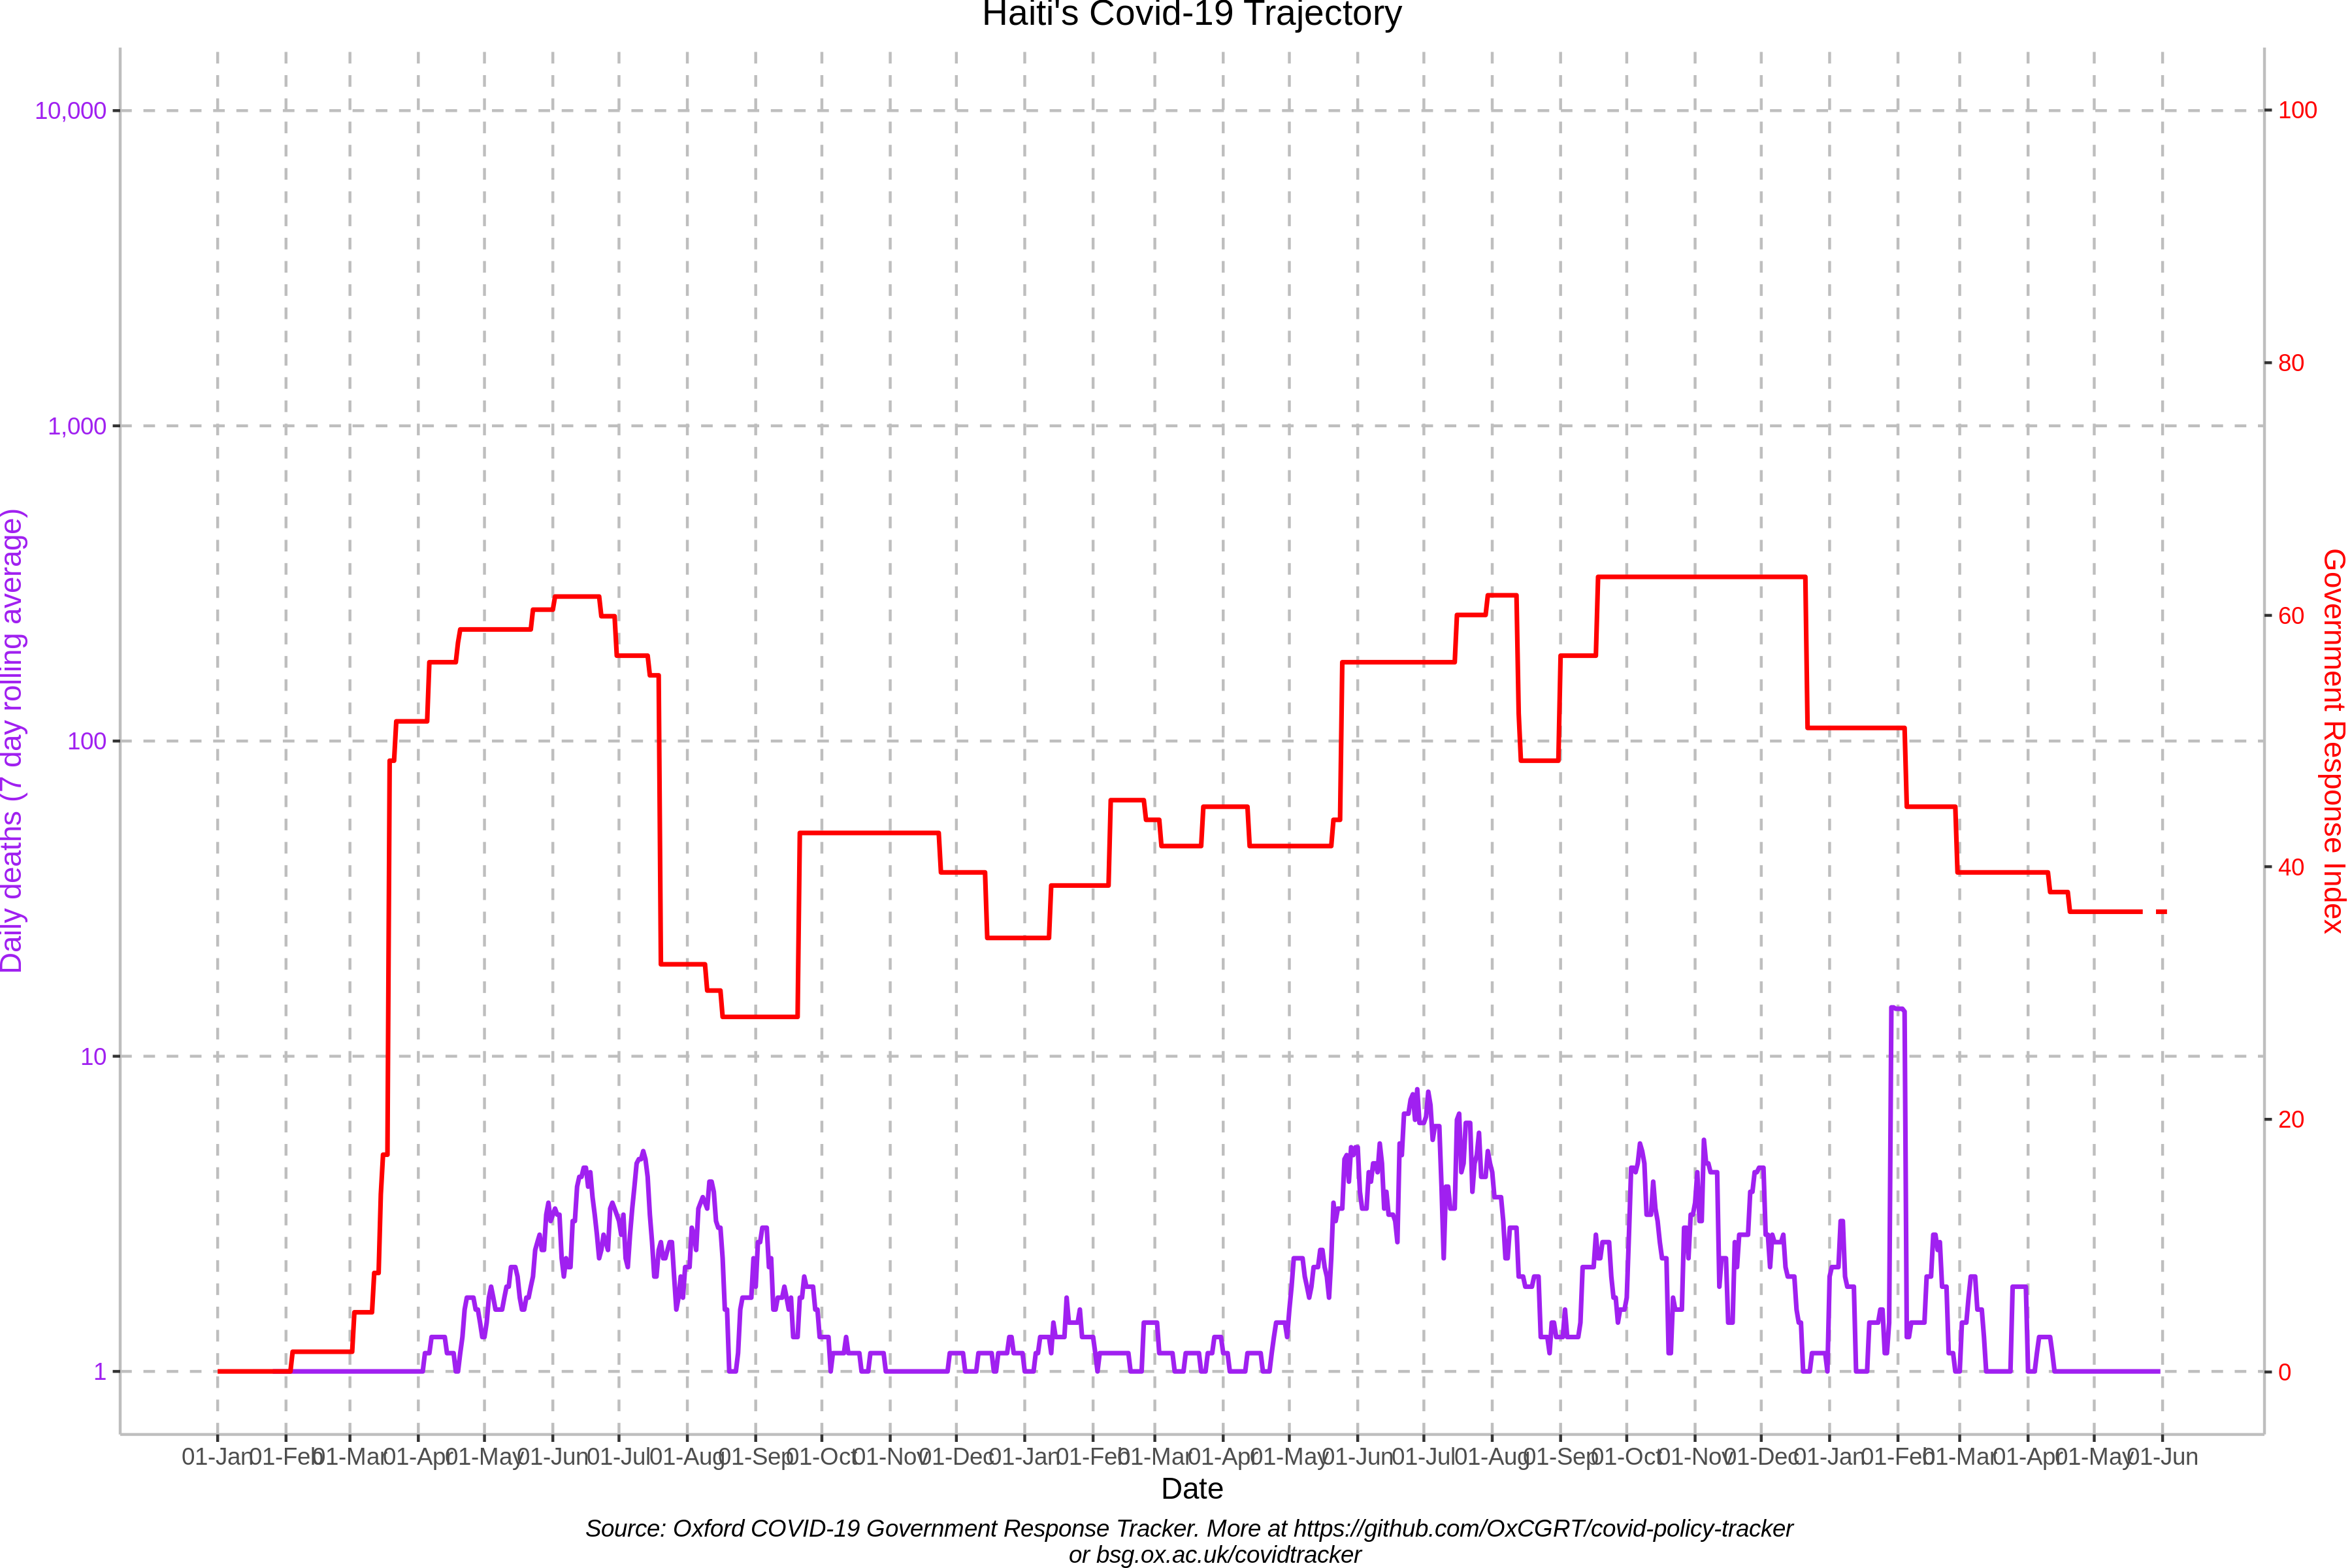 Haiti's Covid-19 Trajectory
10,000
1,000
100
10
1
Daily deaths (7 day rolling average)
100
80
60
40
20
0
Government Response Index
01-Jan 01-Feb 01-Mar 01-Apr 01-May 01-Jun 01-Jul 01-Aug 01-Sep 01-Oct 01-Nov 01-Dec 01-Jan 01-Feb 01-Mar 01-Apr 01-May 01-Jun 01-Jul 01-Aug 01-Sep 01-Oct 01-Nov 01-Dec 01-Jan 01-Feb 01-Mar 01-Apr 01-May 01-Jun
Date
Source: Oxford COVID-19 Government Response Tracker. More at https://github.com/OxCGRT/covid-policy-tracker
or bsg.ox.ac.uk/covidtracker